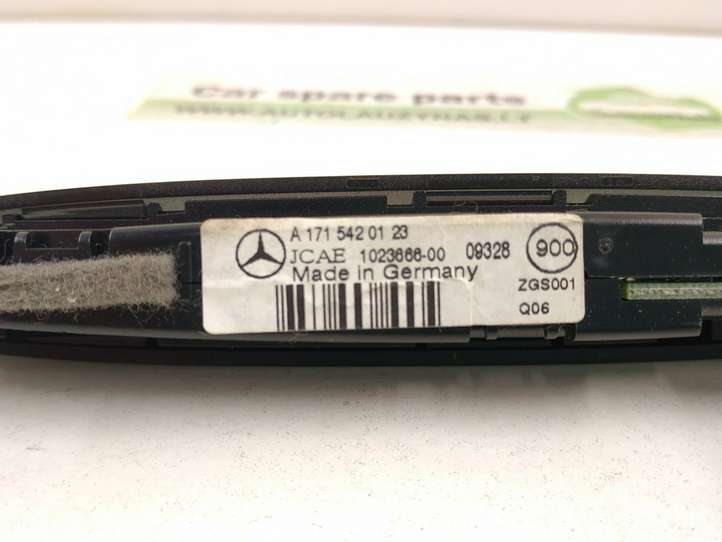 Car spare parts
WWW.AUTOLAUZYNAS.LT
A 171 542 01 23
JCAE 1023666-00 09328 900
Made in Germany
ZGS001
Q06